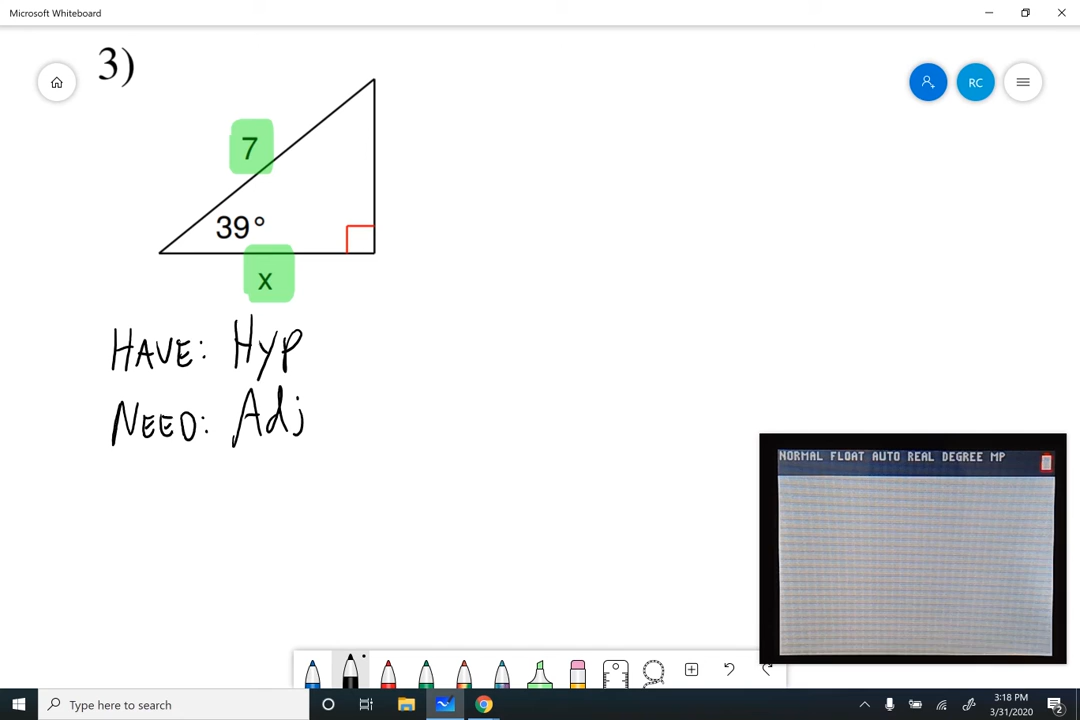 Microsoft Whiteboard
3)
RC
7
39°
x
HAVE: Hyp
NEED: Adj
NORMAL FLOAT AUTO REAL DEGREE MP
Type here to search
3:18 PM
3/31/2020
2